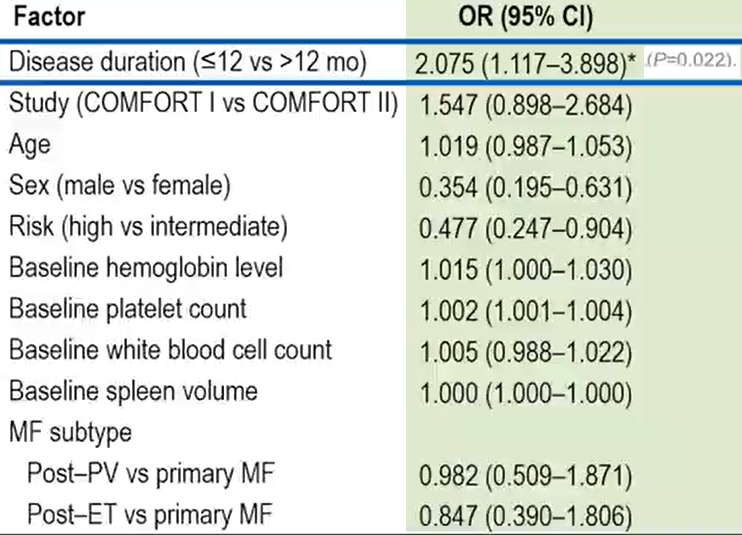 Factor OR (95% CI)
Disease duration (≤12 vs >12 mo) 2.075 (1.117–3.898)* (P=0.022).
Study (COMFORT I vs COMFORT II) 1.547 (0.898–2.684)
Age 1.019 (0.987–1.053)
Sex (male vs female) 0.354 (0.195–0.631)
Risk (high vs intermediate) 0.477 (0.247–0.904)
Baseline hemoglobin level 1.015 (1.000–1.030)
Baseline platelet count 1.002 (1.001–1.004)
Baseline white blood cell count 1.005 (0.988–1.022)
Baseline spleen volume 1.000 (1.000–1.000)
MF subtype
Post–PV vs primary MF 0.982 (0.509–1.871)
Post–ET vs primary MF 0.847 (0.390–1.806)